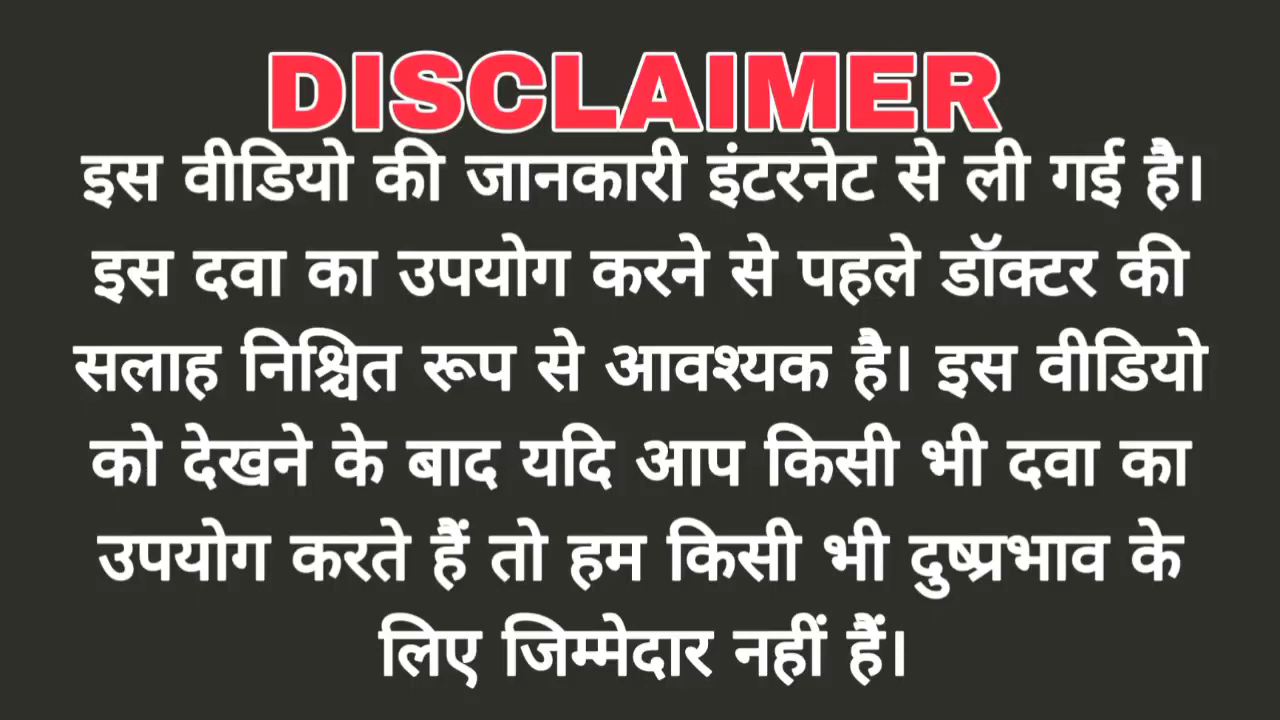 DISCLAIMER
इस वीडियो की जानकारी इंटरनेट से ली गई है।
इस दवा का उपयोग करने से पहले डॉक्टर की
सलाह निश्चित रूप से आवश्यक है। इस वीडियो
को देखने के बाद यदि आप किसी भी दवा का
उपयोग करते हैं तो हम किसी भी दुष्प्रभाव के
लिए जिम्मेदार नहीं हैं।